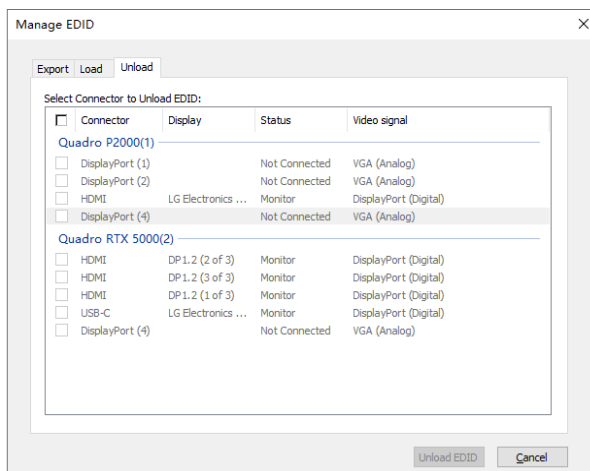 Manage EDID
Export Load Unload
Select Connector to Unload EDID:
Connector Display Status Video signal
Quadro P2000(1)
DisplayPort (1) Not Connected VGA (Analog)
DisplayPort (2) Not Connected VGA (Analog)
HDMI LG Electronics ... Monitor DisplayPort (Digital)
DisplayPort (4) Not Connected VGA (Analog)
Quadro RTX 5000(2)
HDMI DP1.2 (2 of 3) Monitor DisplayPort (Digital)
HDMI DP1.2 (3 of 3) Monitor DisplayPort (Digital)
HDMI DP1.2 (1 of 3) Monitor DisplayPort (Digital)
USB-C LG Electronics ... Monitor DisplayPort (Digital)
DisplayPort (4) Not Connected VGA (Analog)
Unload EDID Cancel